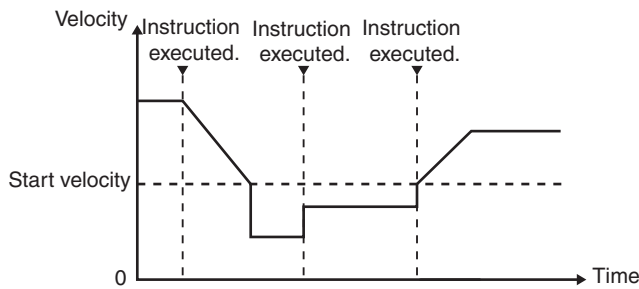 Velocity
Instruction executed.
Instruction executed.
Instruction executed.
Start velocity
0
Time